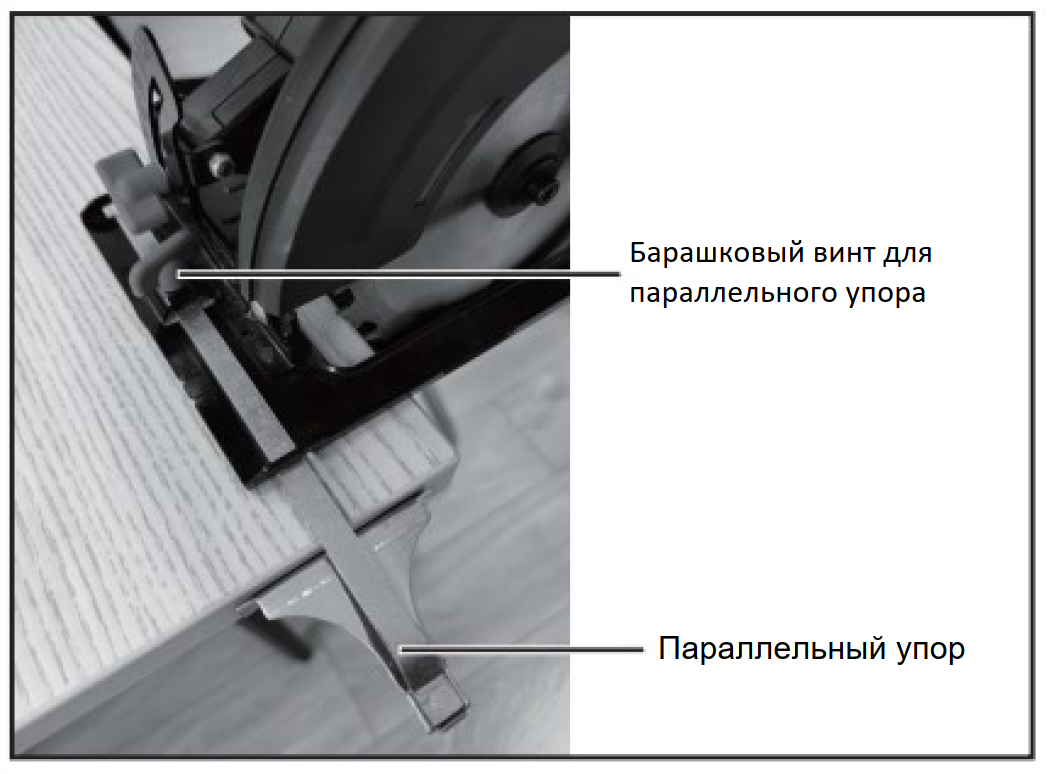 Барашковый винт для
параллельного упора
Параллельный упор